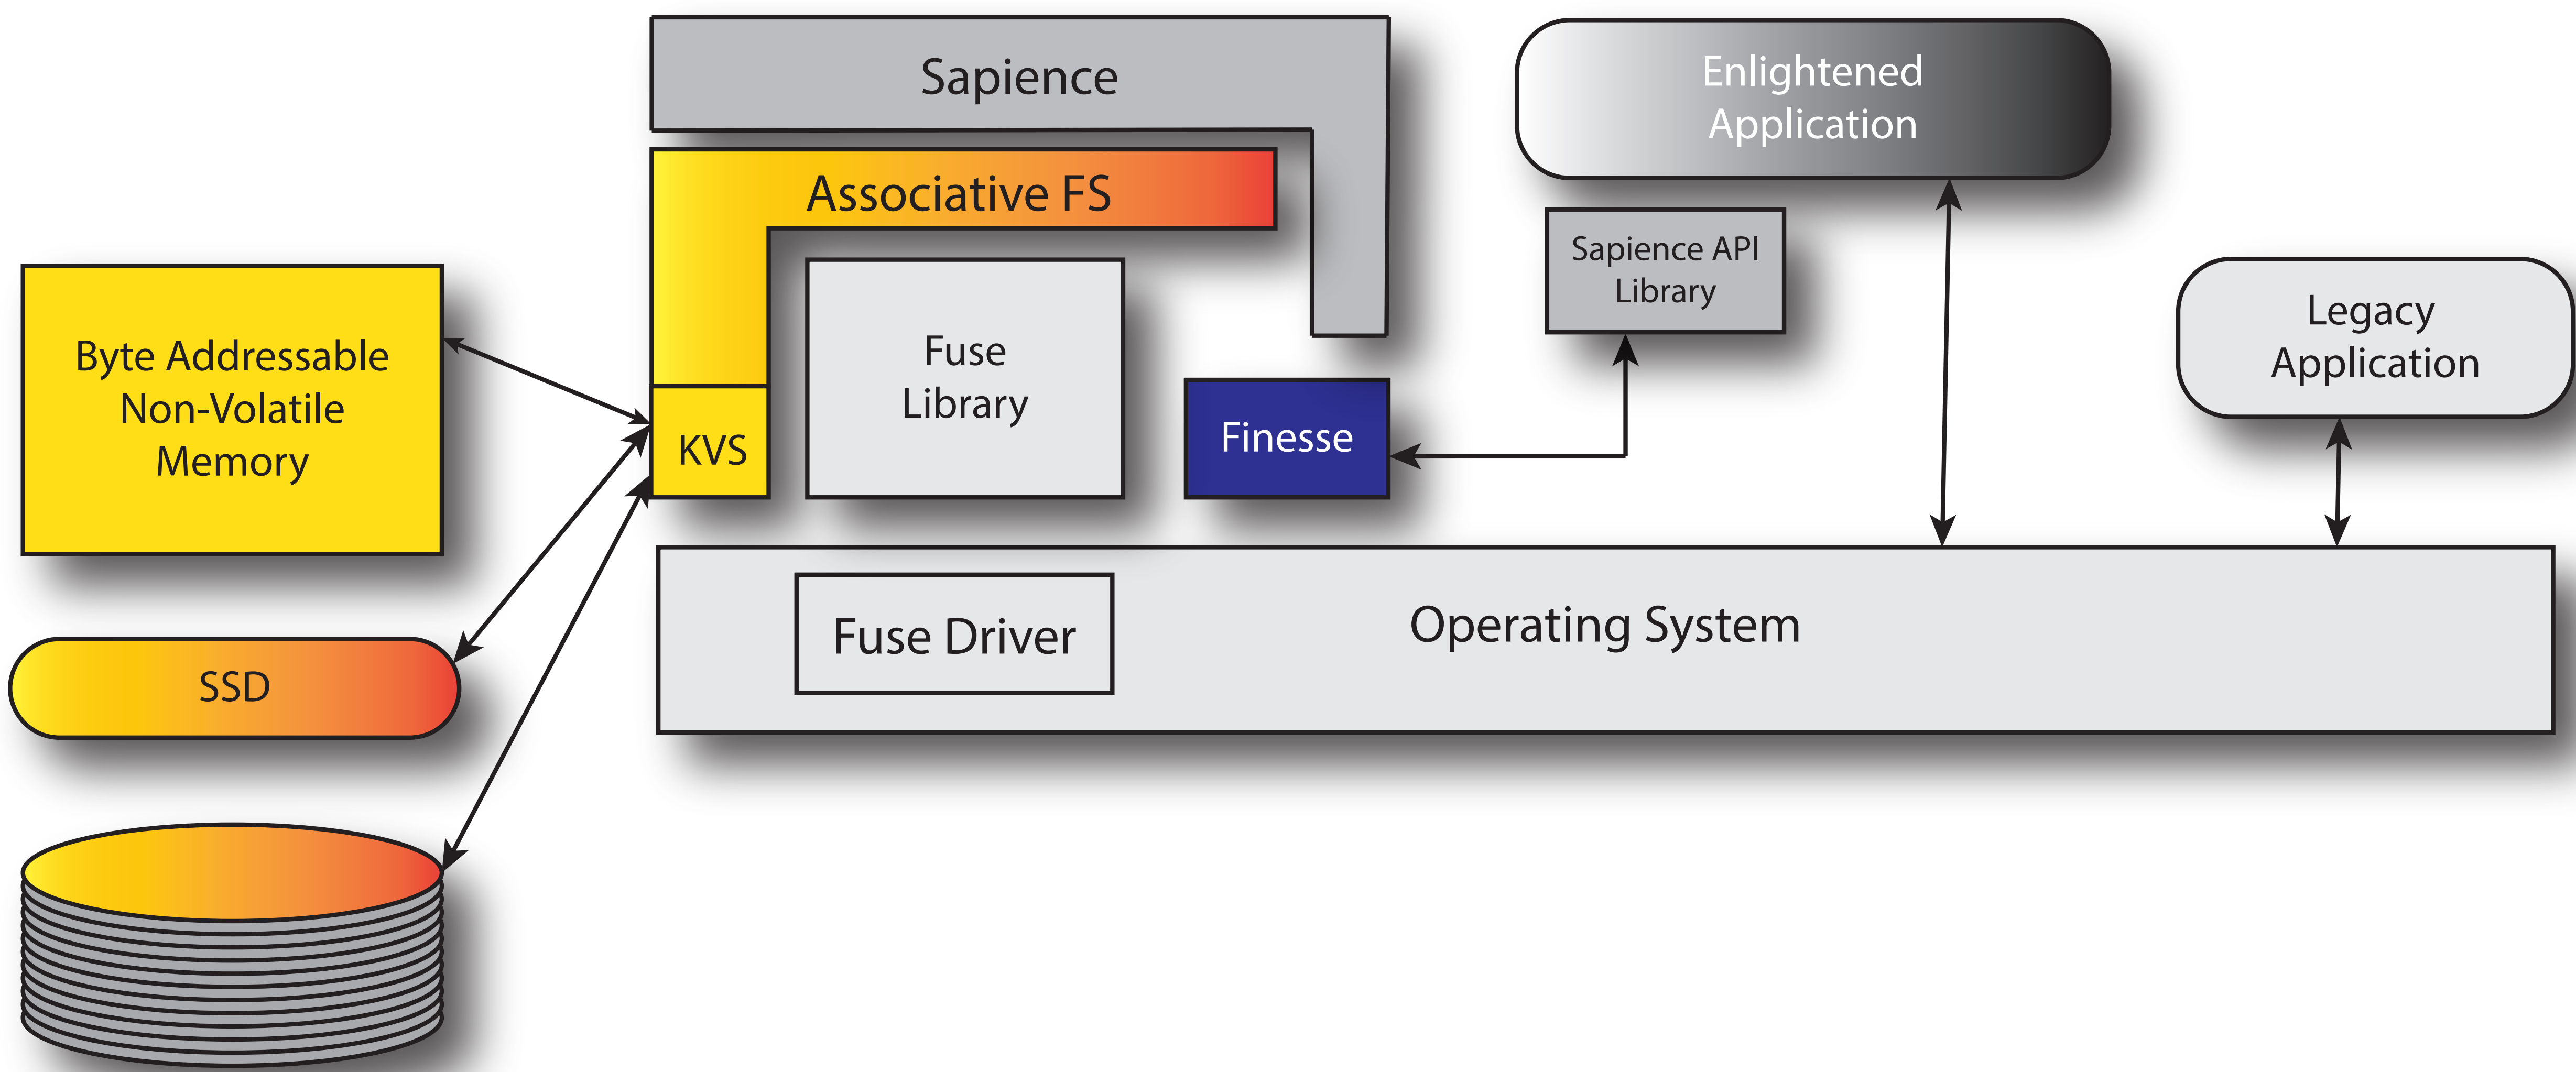 Sapience
Enlightened
Application
Associative FS
Sapience API
Library
Legacy
Application
Byte Addressable
Non-Volatile
Memory
Fuse
Library
KVS
Finesse
Fuse Driver
Operating System
SSD